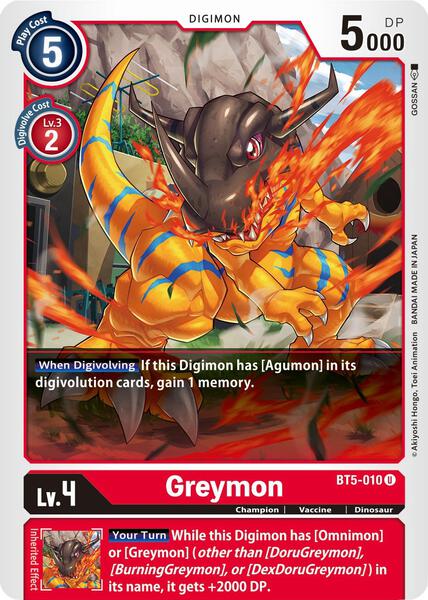 DIGIMON
Play Cost
5
DP
5000
Digivolve Cost
Lv.3
2
GOSSAN
©Akiyoshi Hongo, Toei Animation BANDAI MADE IN JAPAN
When Digivolving If this Digimon has [Agumon] in its
digivolution cards, gain 1 memory.
BT5-010 U
Lv.4
Greymon
Champion | Vaccine | Dinosaur
Inherited Effect
Your Turn While this Digimon has [Omnimon]
or [Greymon] (other than [DoruGreymon],
[BurningGreymon], or [DexDoruGreymon]) in
its name, it gets +2000 DP.